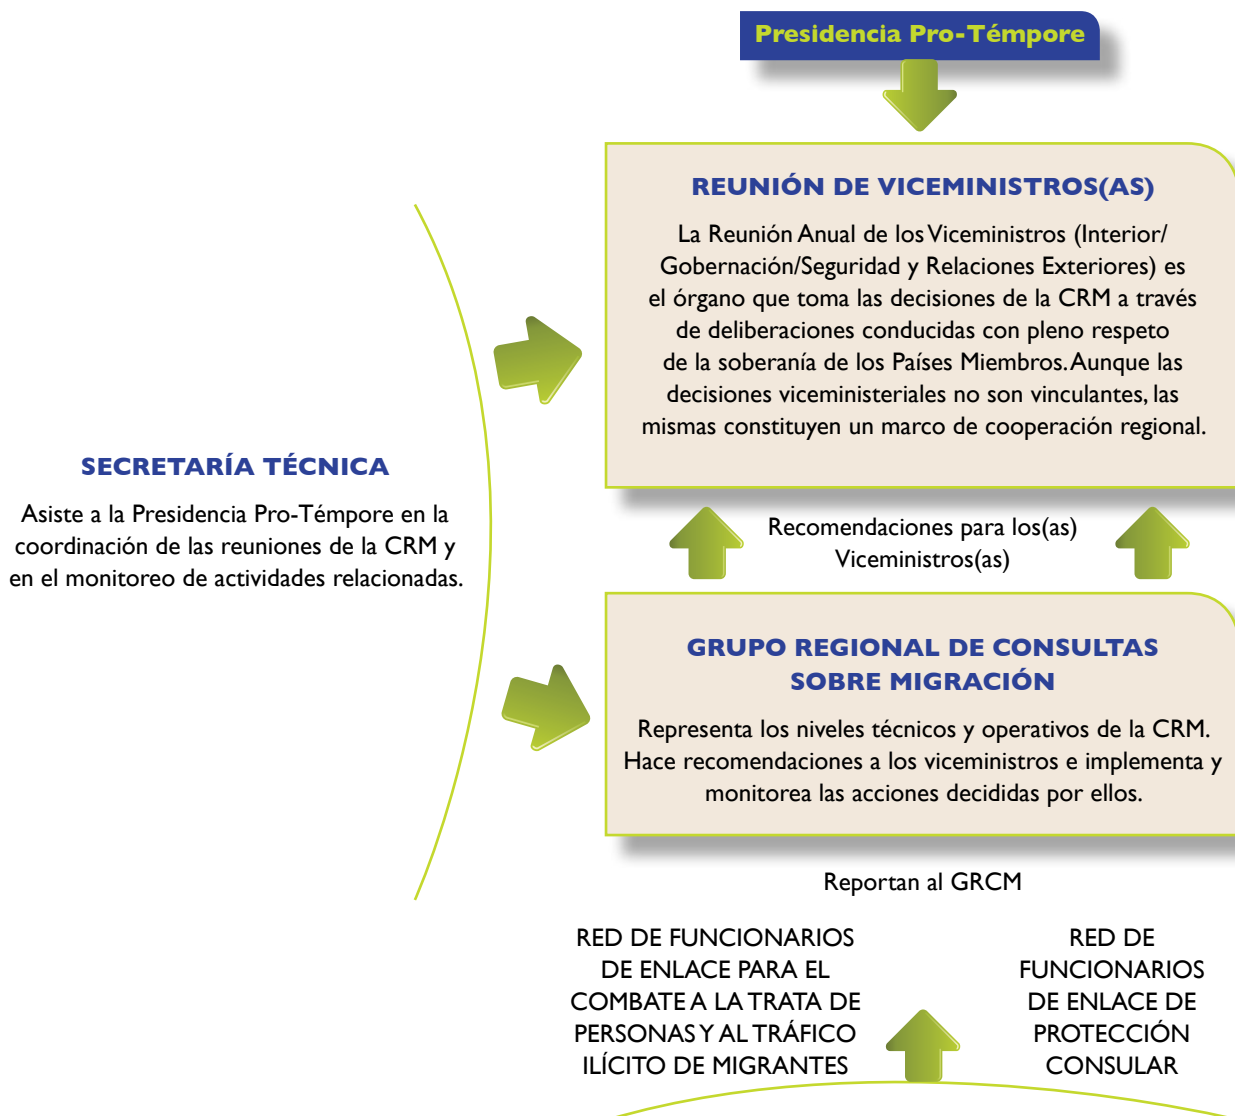 Presidencia Pro-Témpore
REUNIÓN DE VICEMINISTROS(AS)
La Reunión Anual de los Viceministros (Interior/
Gobernación/Seguridad y Relaciones Exteriores) es
el órgano que toma las decisiones de la CRM a través
de deliberaciones conducidas con pleno respeto
de la soberanía de los Países Miembros. Aunque las
decisiones viceministeriales no son vinculantes, las
mismas constituyen un marco de cooperación regional.
SECRETARÍA TÉCNICA
Asiste a la Presidencia Pro-Témpore en la
coordinación de las reuniones de la CRM y
en el monitoreo de actividades relacionadas.
Recomendaciones para los(as)
Viceministros(as)
GRUPO REGIONAL DE CONSULTAS
SOBRE MIGRACIÓN
Representa los niveles técnicos y operativos de la CRM.
Hace recomendaciones a los viceministros e implementa y
monitorea las acciones decididas por ellos.
Reportan al GRCM
RED DE FUNCIONARIOS
DE ENLACE PARA EL
COMBATE A LA TRATA DE
PERSONAS Y AL TRÁFICO
ILÍCITO DE MIGRANTES
RED DE
FUNCIONARIOS
DE ENLACE DE
PROTECCIÓN
CONSULAR